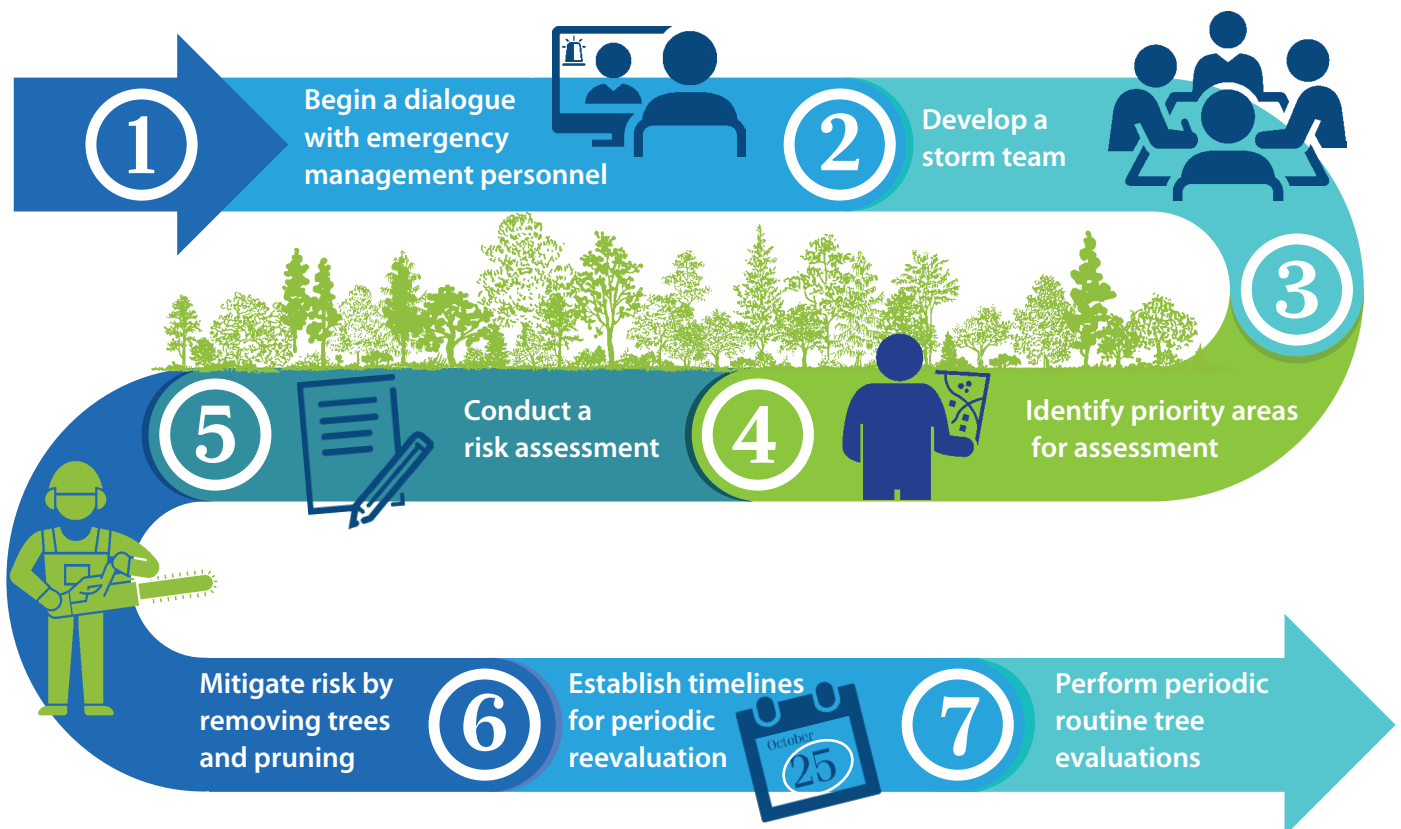 1
Begin a dialogue
with emergency
management personnel
2
Develop a
storm team
3
Identify priority areas
for assessment
4
Conduct a
risk assessment
5
Mitigate risk by
removing trees
and pruning
6
Establish timelines
for periodic
reevaluation
October
25
7
Perform periodic
routine tree
evaluations